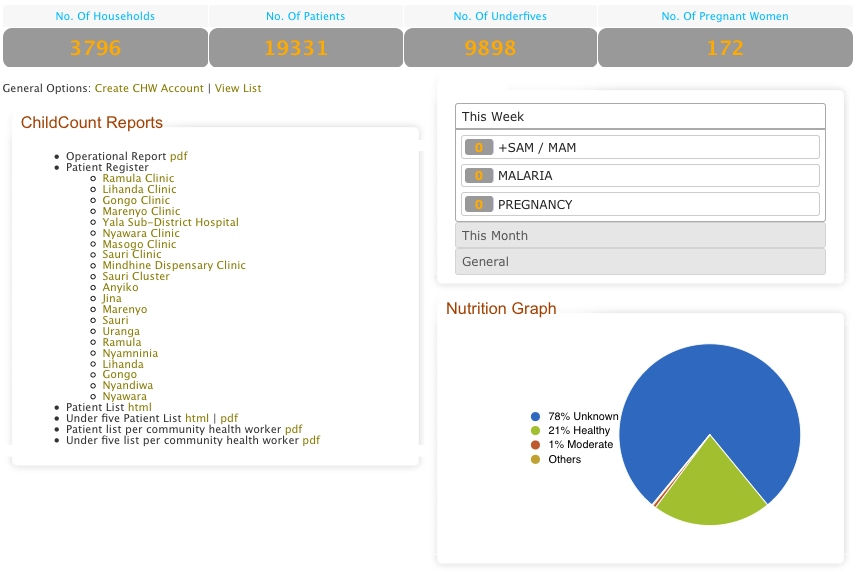 No. Of Households No. Of Patients No. Of Underfives No. Of Pregnant Women
3796 19331 9898 172
General Options: Create CHW Account | View List
ChildCount Reports
Operational Report pdf
Patient Register
Ramula Clinic
Lihanda Clinic
Gongo Clinic
Marenyo Clinic
Yala Sub-District Hospital
Nyawara Clinic
Masogo Clinic
Sauri Clinic
Mindhine Dispensary Clinic
Sauri Cluster
Anyiko
Jina
Marenyo
Sauri
Uranga
Ramula
Nyamninia
Lihanda
Gongo
Nyandiwa
Nyawara
Patient List html
Under five Patient List html | pdf
Patient list per community health worker pdf
Under five list per community health worker pdf
This Week
0 +SAM / MAM
0 MALARIA
0 PREGNANCY
This Month
General
Nutrition Graph
78% Unknown
21% Healthy
1% Moderate
Others